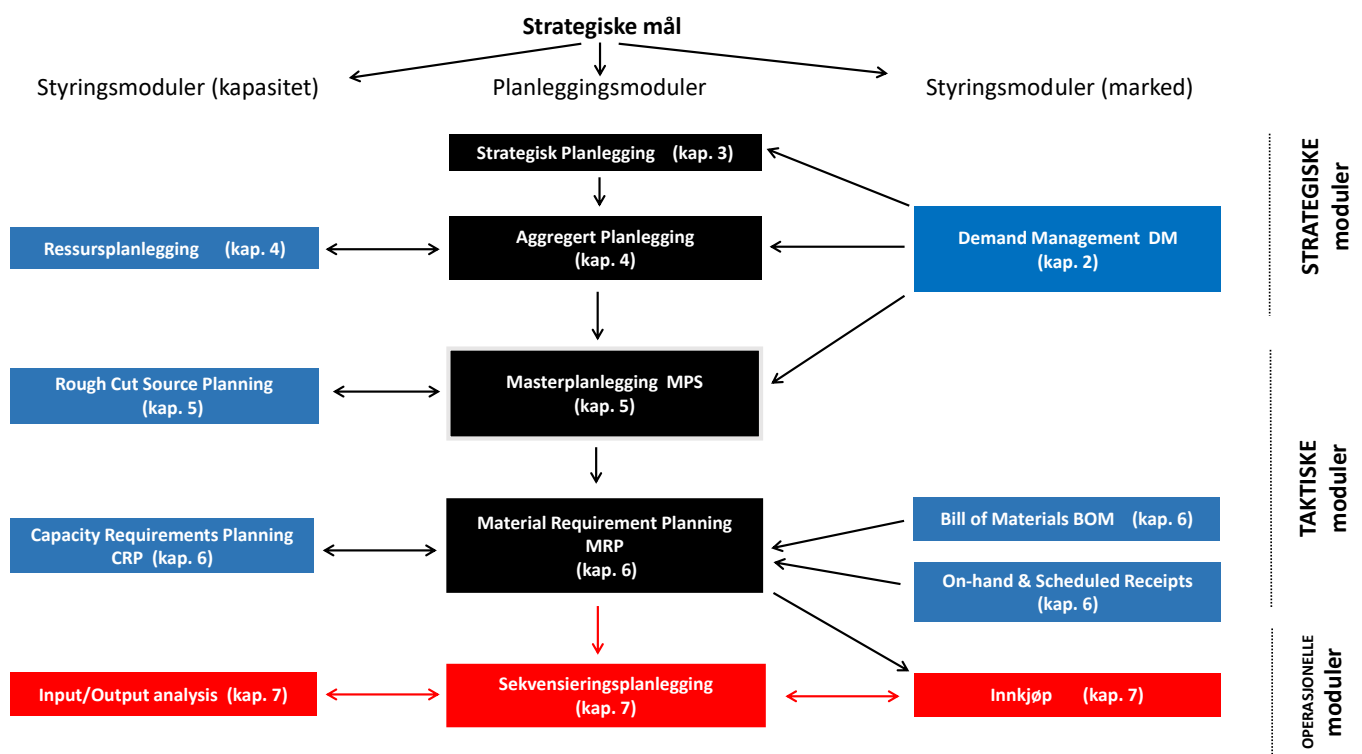 Strategiske mål
Styringsmoduler (kapasitet)
Planleggingsmoduler
Styringsmoduler (marked)
Strategisk Planlegging (kap. 3)
Ressursplanlegging (kap. 4)
Aggregert Planlegging
(kap. 4)
Demand Management DM
(kap. 2)
STRATEGISKE
moduler
Rough Cut Source Planning
(kap. 5)
Masterplanlegging MPS
(kap. 5)
Capacity Requirements Planning
CRP (kap. 6)
Material Requirement Planning
MRP
(kap. 6)
Bill of Materials BOM (kap. 6)
On-hand & Scheduled Receipts
(kap. 6)
TAKTISKE
moduler
Input/Output analysis (kap. 7)
Sekvensieringsplanlegging
(kap. 7)
Innkjøp (kap. 7)
OPERASJONELLE
moduler